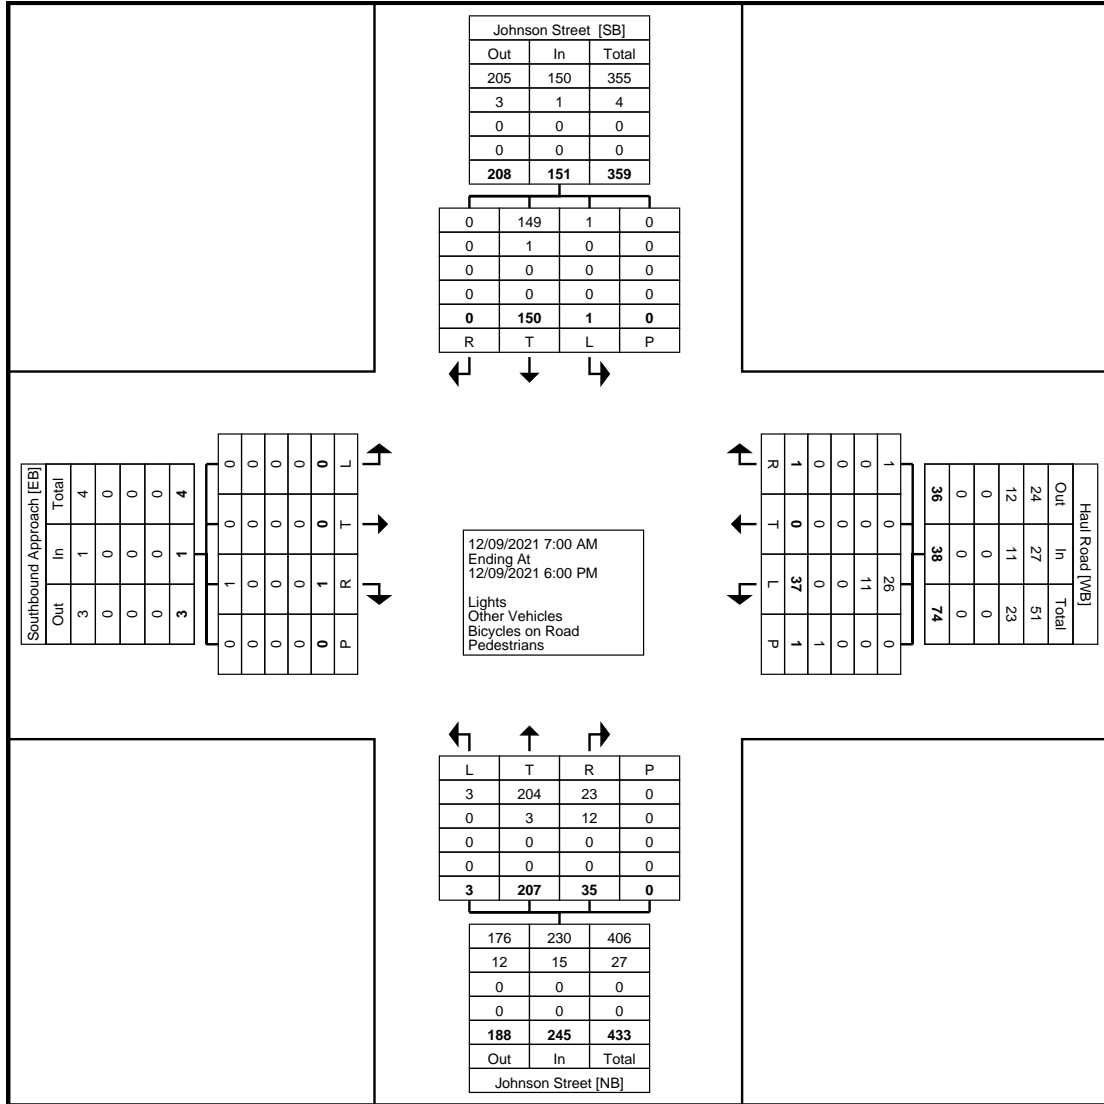 Johnson Street [SB]
Out In Total
205 150 355
3 1 4
0 0 0
0 0 0
208 151 359
0 149 1 0
0 1 0 0
0 0 0 0
0 0 0 0
0 150 1 0
R T L P
Southbound Approach [EB]
Total 4 0 0 0 4
In 1 0 0 0 1
Out 3 0 0 0 3
0 0 0 0 0 L
0 0 0 0 0 T
1 0 0 0 1 R
0 0 0 0 0 P
12/09/2021 7:00 AM
Ending At
12/09/2021 6:00 PM
Lights
Other Vehicles
Bicycles on Road
Pedestrians
R 1 0 0 0 1
T 0 0 0 0 0
L 37 0 0 11 26
P 1 1 0 0 0
36 0 0 12 24 Out
38 0 0 11 27 In
74 0 0 23 51 Total
Haul Road [WB]
L T R P
3 204 23 0
0 3 12 0
0 0 0 0
0 0 0 0
3 207 35 0
176 230 406
12 15 27
0 0 0
0 0 0
188 245 433
Out In Total
Johnson Street [NB]